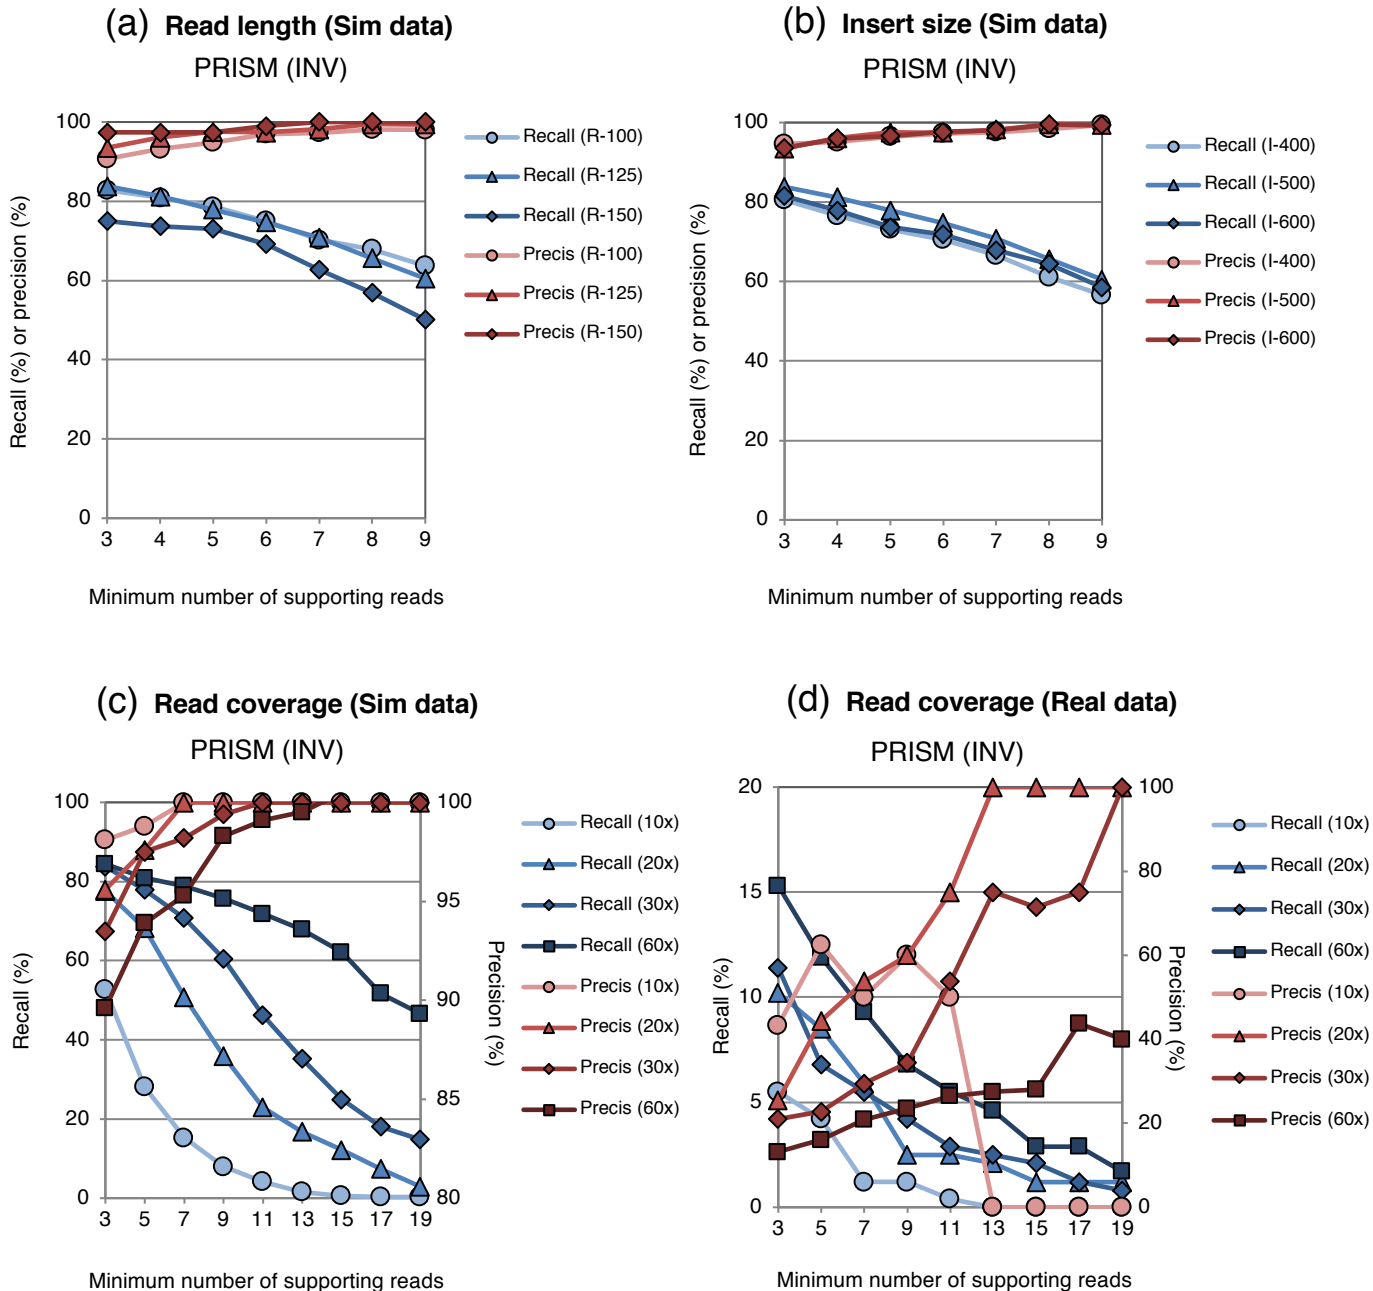 (a) Read length (Sim data)
PRISM (INV)
100
80
60
40
20
0
3 4 5 6 7 8 9
Recall (%) or precision (%)
Minimum number of supporting reads
Recall (R-100)
Recall (R-125)
Recall (R-150)
Precis (R-100)
Precis (R-125)
Precis (R-150)
(b) Insert size (Sim data)
PRISM (INV)
100
80
60
40
20
0
3 4 5 6 7 8 9
Recall (%) or precision (%)
Minimum number of supporting reads
Recall (I-400)
Recall (I-500)
Recall (I-600)
Precis (I-400)
Precis (I-500)
Precis (I-600)
(c) Read coverage (Sim data)
PRISM (INV)
100
80
60
40
20
0
3 5 7 9 11 13 15 17 19
100
95
90
85
80
Recall (%)
Precision (%)
Minimum number of supporting reads
Recall (10x)
Recall (20x)
Recall (30x)
Recall (60x)
Precis (10x)
Precis (20x)
Precis (30x)
Precis (60x)
(d) Read coverage (Real data)
PRISM (INV)
20
15
10
5
0
3 5 7 9 11 13 15 17 19
100
80
60
40
20
0
Recall (%)
Precision (%)
Minimum number of supporting reads
Recall (10x)
Recall (20x)
Recall (30x)
Recall (60x)
Precis (10x)
Precis (20x)
Precis (30x)
Precis (60x)